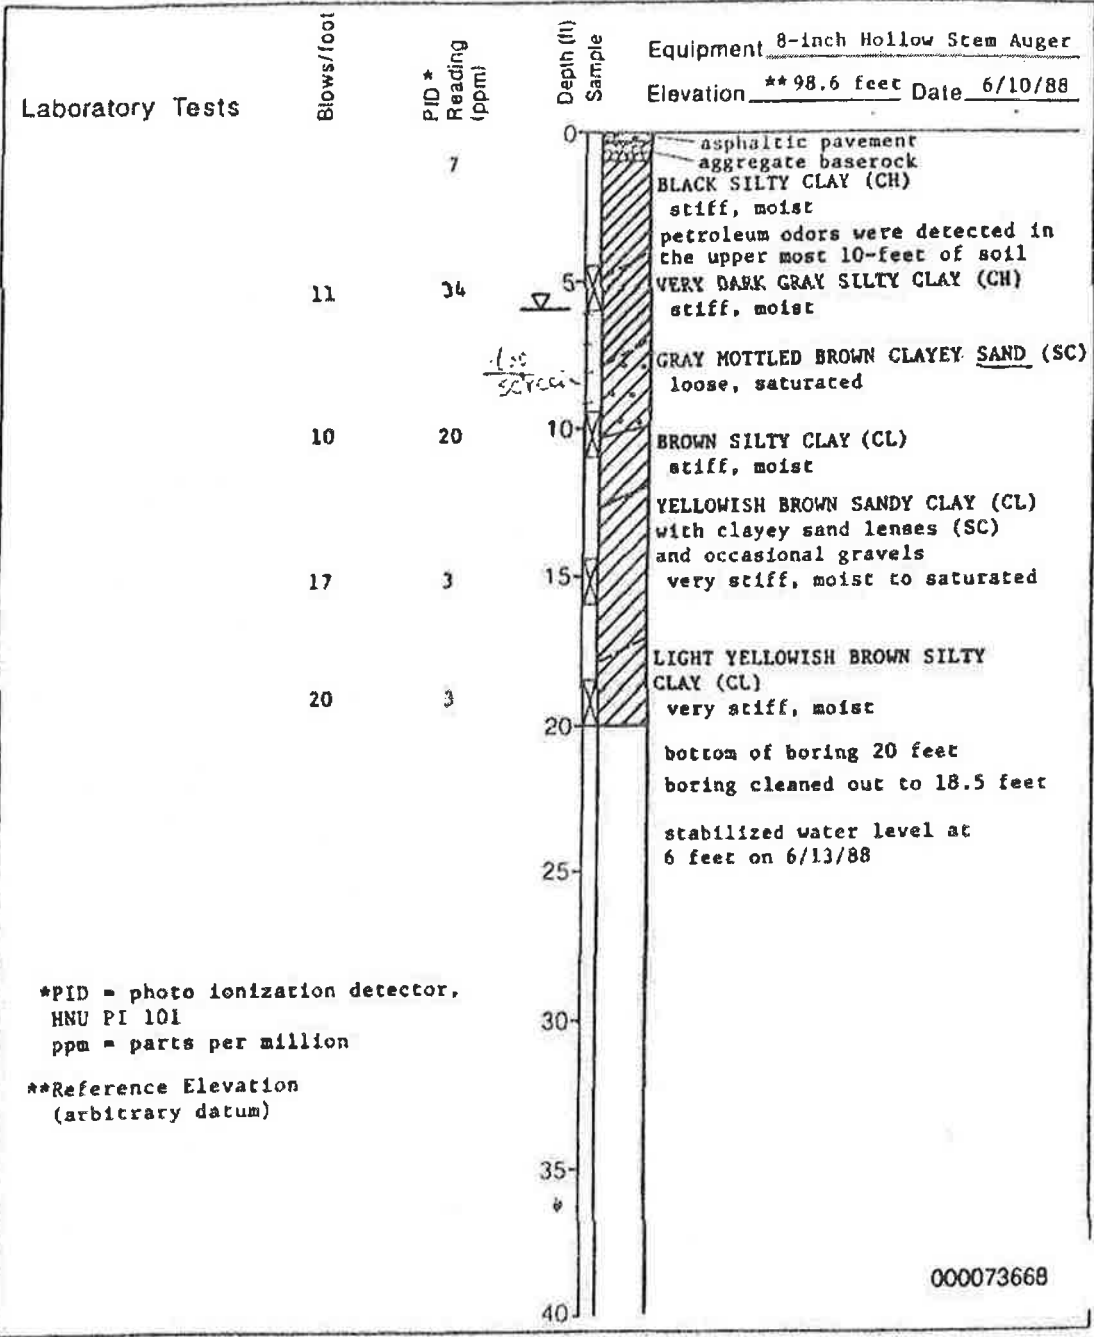 Laboratory Tests
Blows/foot
PID *
Reading
(ppm)
Depth (ft)
Sample
Equipment 8-inch Hollow Stem Auger
Elevation **98.6 feet Date 6/10/88
0
asphaltic pavement
aggregate baserock
7
BLACK SILTY CLAY (CH)
stiff, moist
petroleum odors were detected in
the upper most 10-feet of soil
11 34 5
VERY DARK GRAY SILTY CLAY (CH)
stiff, moist
GRAY MOTTLED BROWN CLAYEY SAND (SC)
loose, saturated
screen
10 20 10
BROWN SILTY CLAY (CL)
stiff, moist
YELLOWISH BROWN SANDY CLAY (CL)
with clayey sand lenses (SC)
and occasional gravels
17 3 15
very stiff, moist to saturated
LIGHT YELLOWISH BROWN SILTY
CLAY (CL)
20 3
very stiff, moist
20
bottom of boring 20 feet
boring cleaned out to 18.5 feet
stabilized water level at
6 feet on 6/13/88
25
*PID = photo ionization detector,
HNU PI 101
ppm = parts per million
30
**Reference Elevation
(arbitrary datum)
35
000073668
40